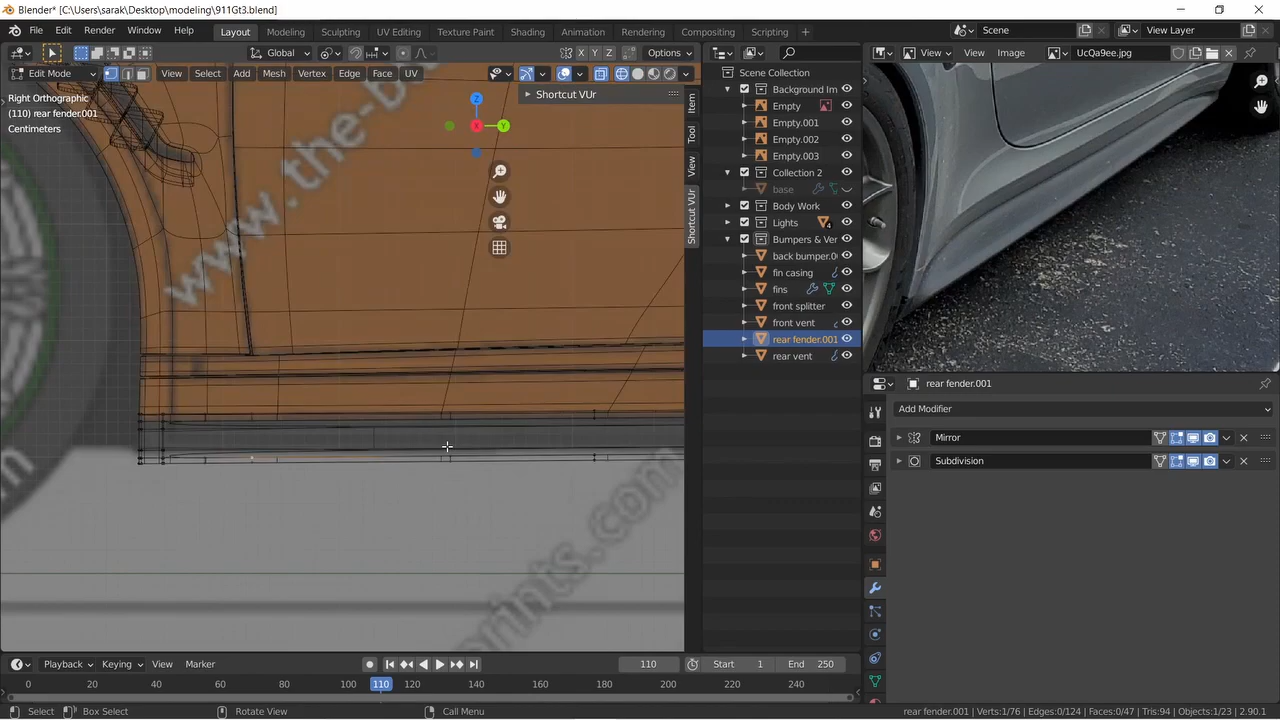 Blender* [C:\Users\sarak\Desktop\modeling\911Gt3.blend]
File Edit Render Window Help Layout Modeling Sculpting UV Editing Texture Paint Shading Animation Rendering Compositing Scripting + Scene View Layer
Global X Y Z Options View View Image UcQa9ee.jpg
Edit Mode View Select Add Mesh Vertex Edge Face UV
Right Orthographic
(110) rear fender.001
Centimeters
Shortcut VUr
Z
Y
Item
Tool
View
Shortcut VUr
Scene Collection
Background Im
Empty
Empty.001
Empty.002
Empty.003
Collection 2
base
Body Work
Lights 4
Bumpers & Ver
back bumper.0
fin casing
fins
front splitter
front vent
rear fender.001
rear vent
rear fender.001
Add Modifier
Mirror
Subdivision
www.the-b
rints.com
Playback Keying View Marker 110 Start 1 End 250
0 20 40 60 80 100 110 120 140 160 180 200 220 240
Select Box Select Rotate View Call Menu rear fender.001 | Verts:1/76 | Edges:0/124 | Faces:0/47 | Tris:94 | Objects:1/23 | 2.90.1